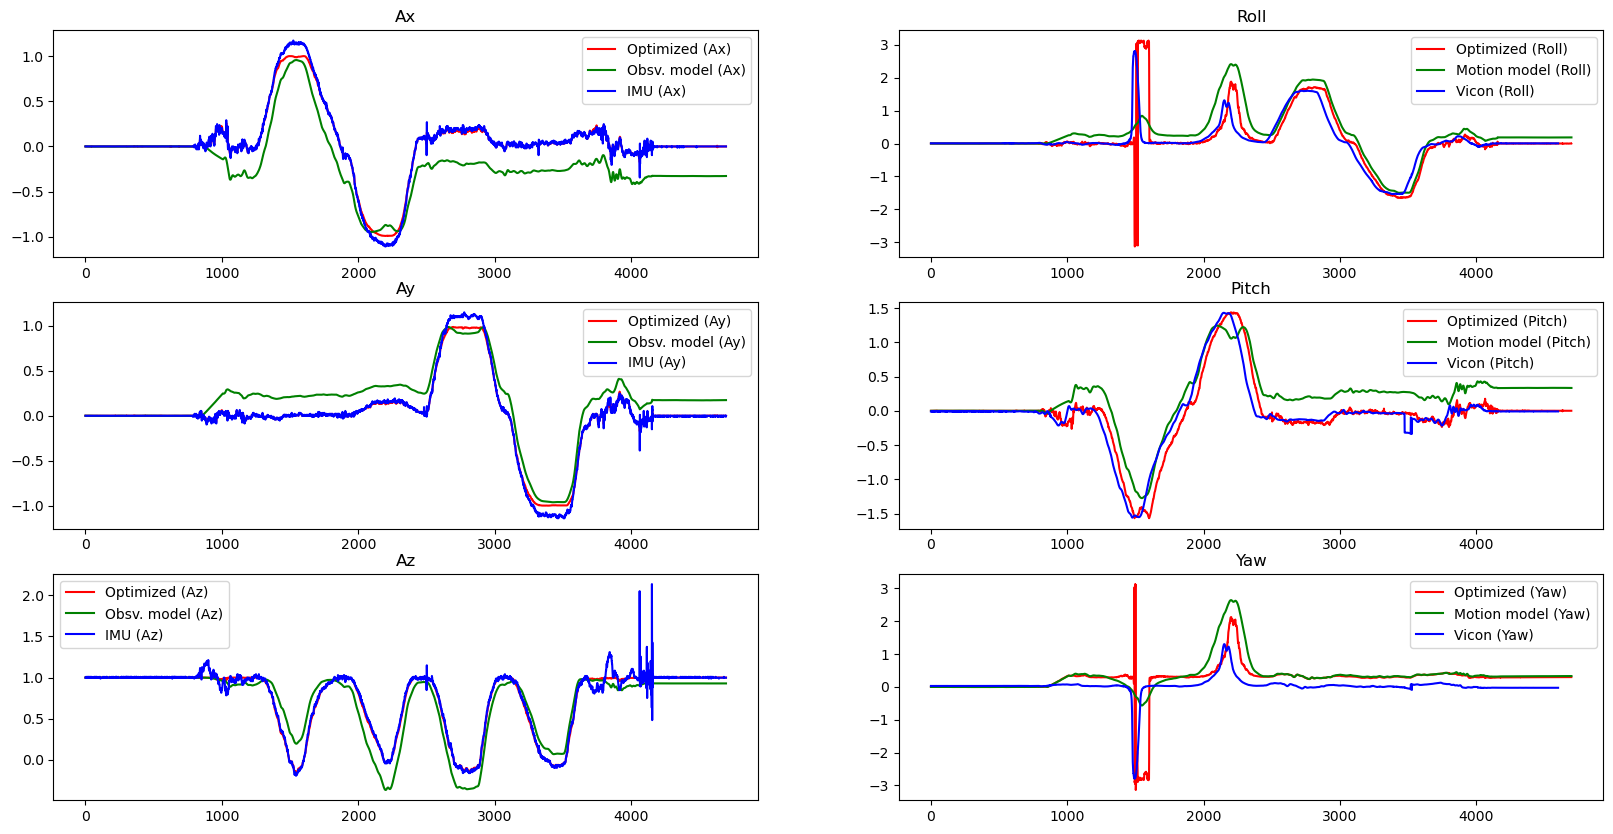 Ax
1.0
0.5
0.0
−0.5
−1.0
0 1000 2000 3000 4000
Optimized (Ax)
Obsv. model (Ax)
IMU (Ax)
Roll
3
2
1
0
−1
−2
−3
0 1000 2000 3000 4000
Optimized (Roll)
Motion model (Roll)
Vicon (Roll)
Ay
1.0
0.5
0.0
−0.5
−1.0
0 1000 2000 3000 4000
Optimized (Ay)
Obsv. model (Ay)
IMU (Ay)
Pitch
1.5
1.0
0.5
0.0
−0.5
−1.0
−1.5
0 1000 2000 3000 4000
Optimized (Pitch)
Motion model (Pitch)
Vicon (Pitch)
Az
2.0
1.5
1.0
0.5
0.0
0 1000 2000 3000 4000
Optimized (Az)
Obsv. model (Az)
IMU (Az)
Yaw
3
2
1
0
−1
−2
−3
0 1000 2000 3000 4000
Optimized (Yaw)
Motion model (Yaw)
Vicon (Yaw)